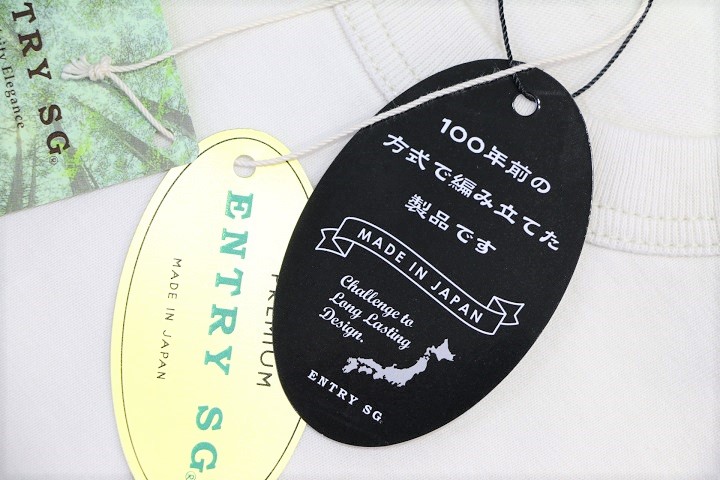 TRY SG®
Elegance
ENTRY SG®
MADE IN JAPAN
PREMIUM
100年前の
方式で編み立てた
製品です
MADE IN JAPAN
Challenge to
Long Lasting
Design.
ENTRY SG